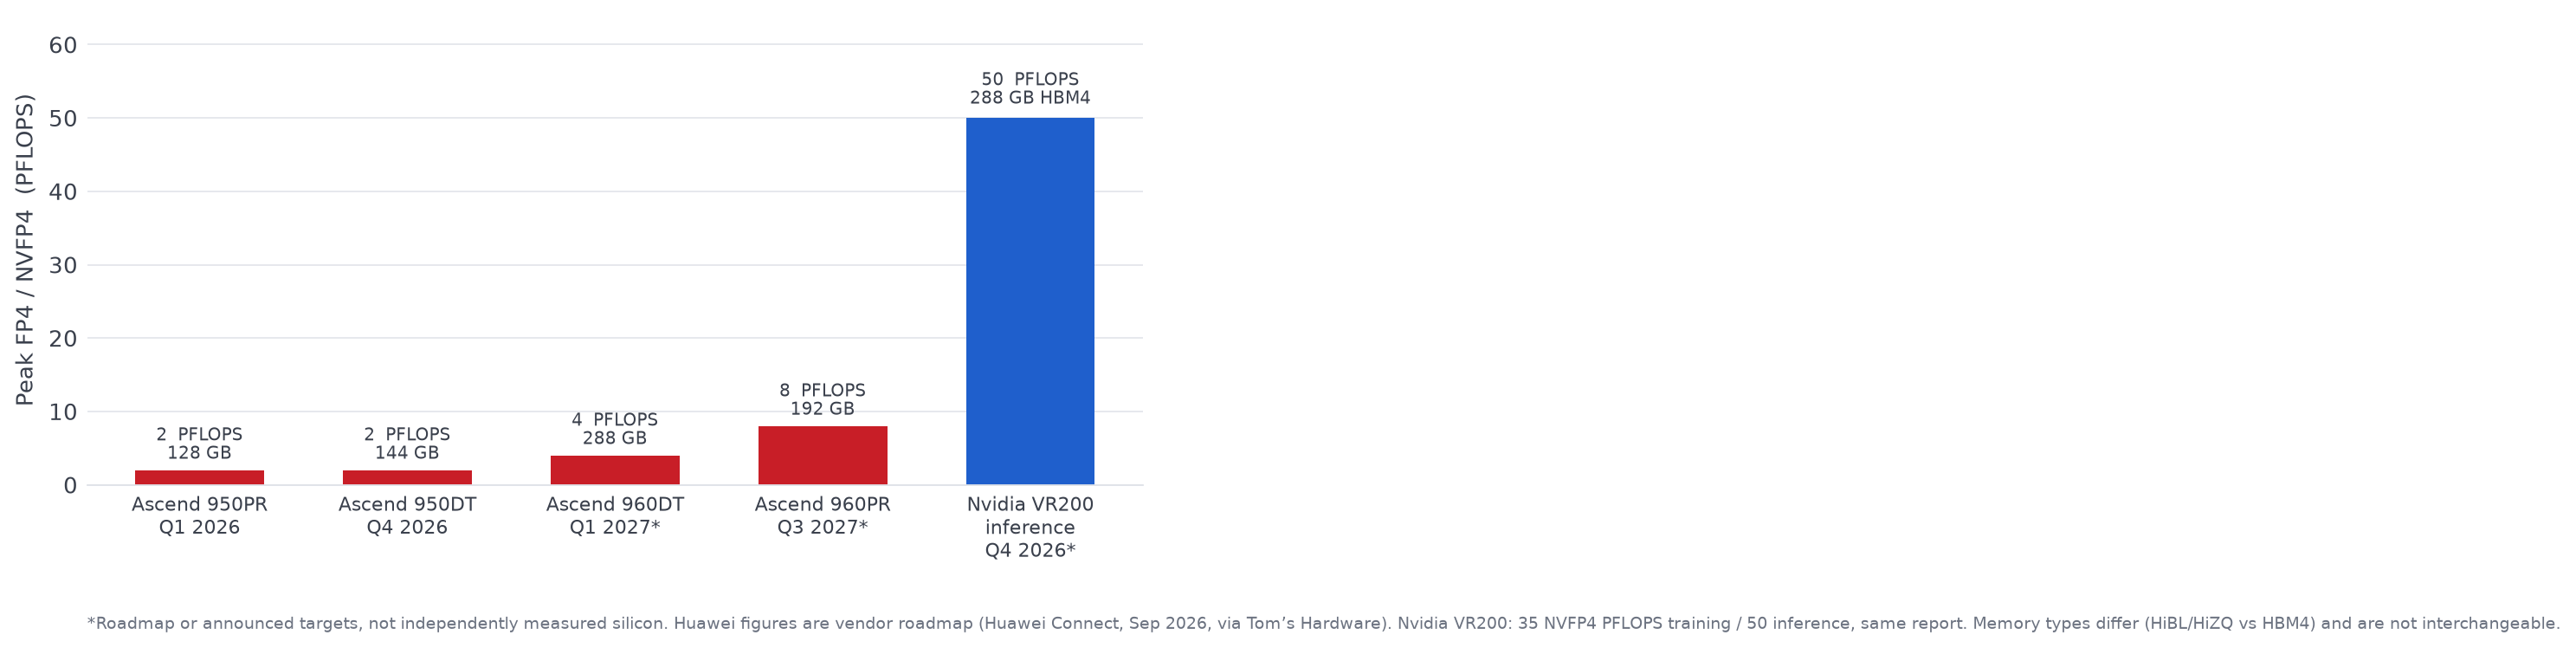 Peak FP4 / NVFP4 (PFLOPS)
60
50
40
30
20
10
0
2 PFLOPS
128 GB
2 PFLOPS
144 GB
4 PFLOPS
288 GB
8 PFLOPS
192 GB
50 PFLOPS
288 GB HBM4
Ascend 950PR
Q1 2026
Ascend 950DT
Q4 2026
Ascend 960DT
Q1 2027*
Ascend 960PR
Q3 2027*
Nvidia VR200
inference
Q4 2026*
*Roadmap or announced targets, not independently measured silicon. Huawei figures are vendor roadmap (Huawei Connect, Sep 2026, via Tom’s Hardware). Nvidia VR200: 35 NVFP4 PFLOPS training / 50 inference, same report. Memory types differ (HiBL/HiZQ vs HBM4) and are not interchangeable.